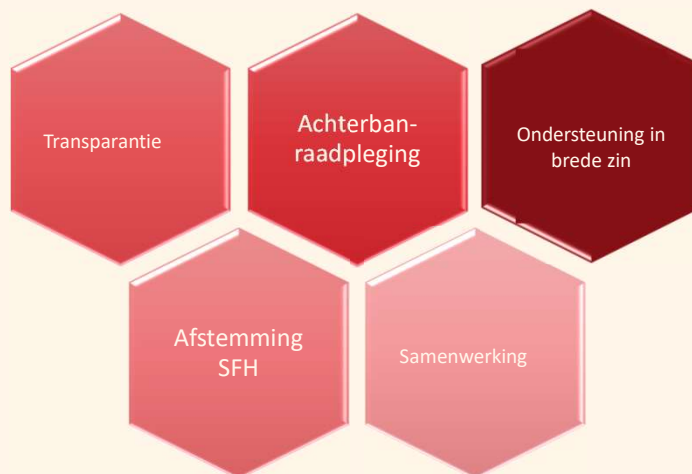 Transparantie
Achterban-
raadpleging
Ondersteuning in
brede zin
Afstemming
SFH
Samenwerking